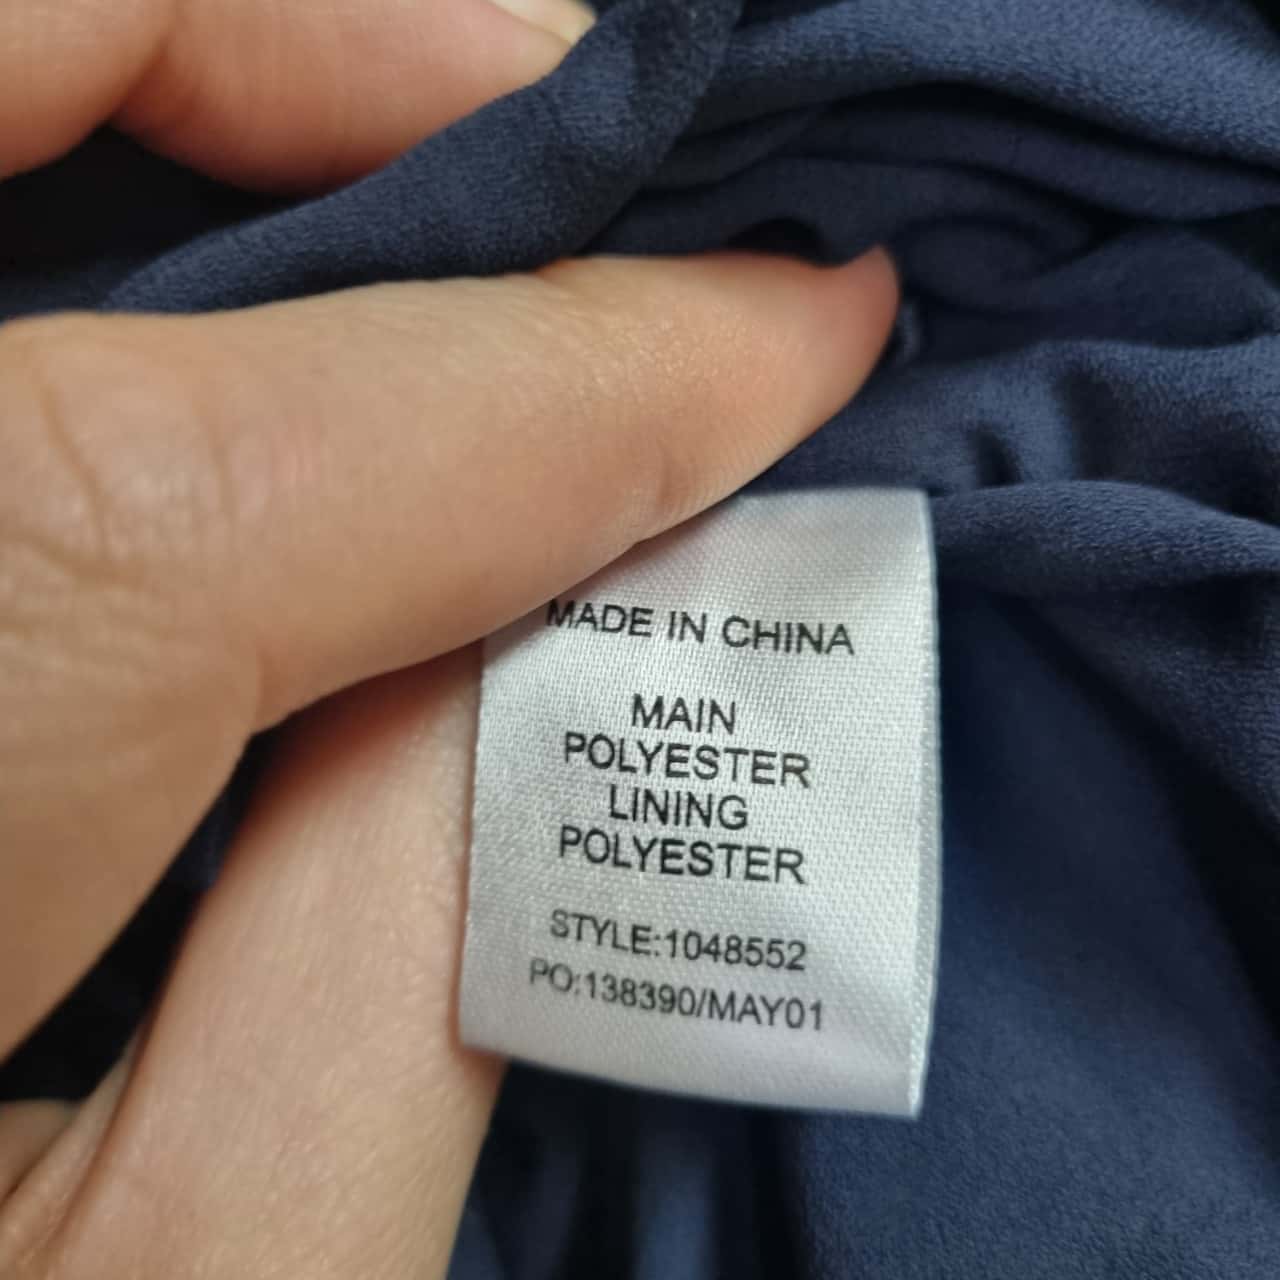 MADE IN CHINA
MAIN
POLYESTER
LINING
POLYESTER
STYLE:1048552
PO:138390/MAY01